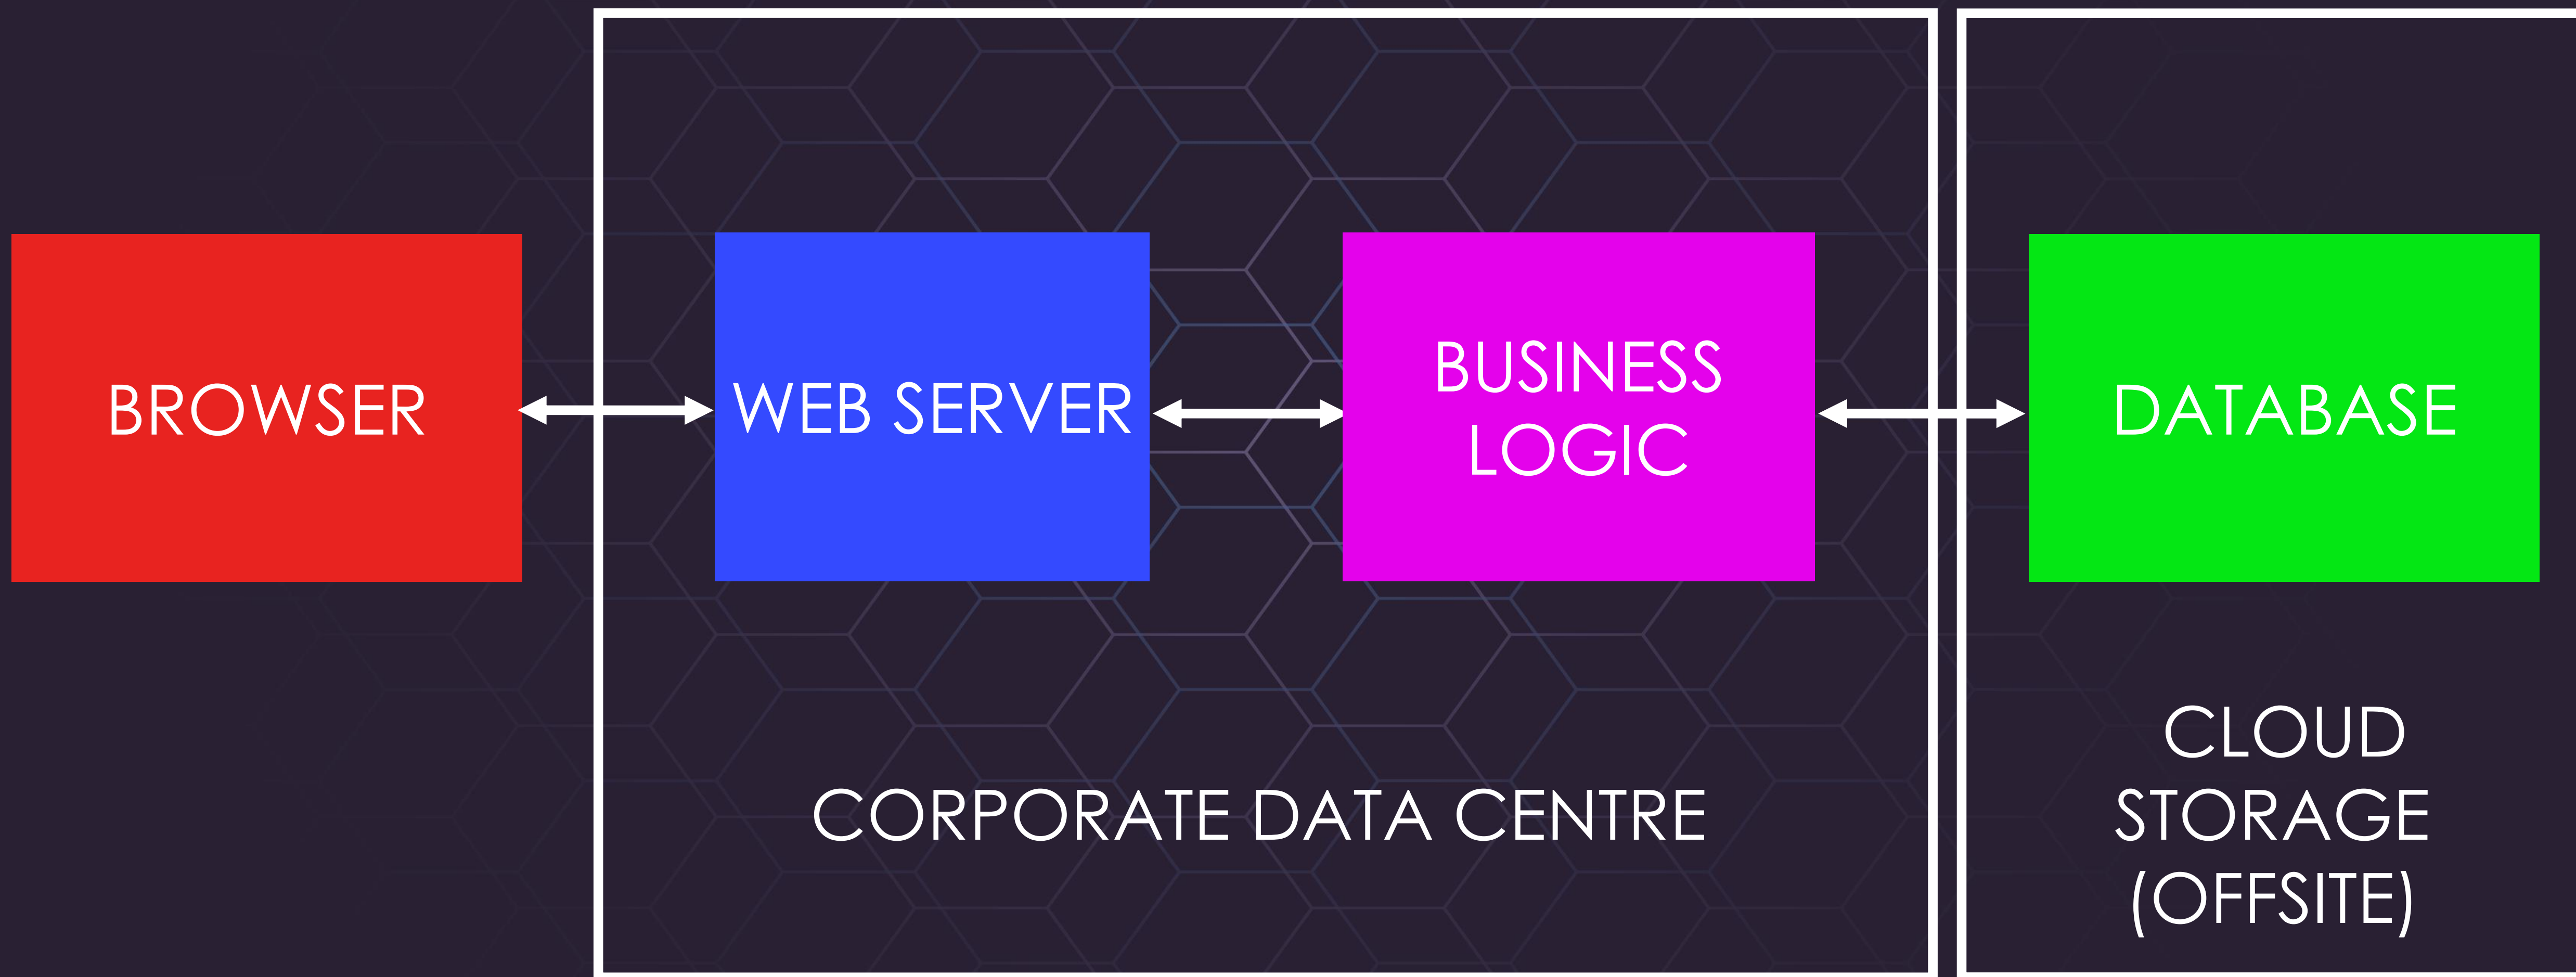 BROWSER
WEB SERVER
BUSINESS
LOGIC
DATABASE
CORPORATE DATA CENTRE
CLOUD
STORAGE
(OFFSITE)